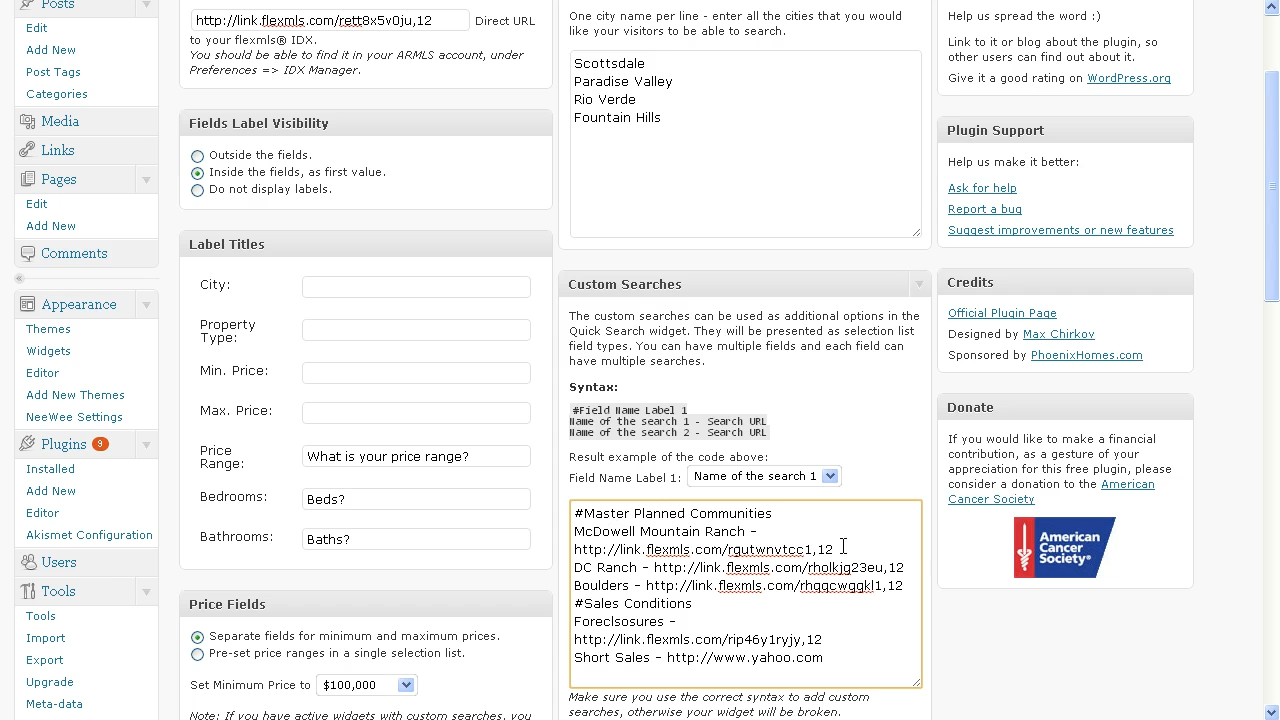 Posts
Edit
Add New
Post Tags
Categories
Media
Links
Pages
Edit
Add New
Comments
Appearance
Themes
Widgets
Editor
Add New Themes
NeeWee Settings
Plugins 9
Installed
Add New
Editor
Akismet Configuration
Users
Tools
Tools
Import
Export
Upgrade
Meta-data
http://link.flexmls.com/rett8x5v0ju,12 Direct URL
to your flexmls® IDX.
You should be able to find it in your ARMLS account, under
Preferences => IDX Manager.
Fields Label Visibility
Outside the fields.
Inside the fields, as first value.
Do not display labels.
Label Titles
City:
Property
Type:
Min. Price:
Max. Price:
Price
Range:
What is your price range?
Bedrooms:
Beds?
Bathrooms:
Baths?
Price Fields
Separate fields for minimum and maximum prices.
Pre-set price ranges in a single selection list.
Set Minimum Price to $100,000
Note: If you have active widgets with custom searches, you
One city name per line - enter all the cities that you would
like your visitors to be able to search.
Scottsdale
Paradise Valley
Rio Verde
Fountain Hills
Custom Searches
The custom searches can be used as additional options in the
Quick Search widget. They will be presented as selection list
field types. You can have multiple fields and each field can
have multiple searches.
Syntax:
#Field Name Label 1
Name of the search 1 - Search URL
Name of the search 2 - Search URL
Result example of the code above:
Field Name Label 1: Name of the search 1
#Master Planned Communities
McDowell Mountain Ranch -
http://link.flexmls.com/rgutwnvtcc1,12
DC Ranch - http://link.flexmls.com/rholkjg23eu,12
Boulders - http://link.flexmls.com/rhqqcwggkl1,12
#Sales Conditions
Foreclsosures -
http://link.flexmls.com/rip46y1ryjy,12
Short Sales - http://www.yahoo.com
Make sure you use the correct syntax to add custom
searches, otherwise your widget will be broken.
Help us spread the word :)
Link to it or blog about the plugin, so
other users can find out about it.
Give it a good rating on WordPress.org
Plugin Support
Help us make it better:
Ask for help
Report a bug
Suggest improvements or new features
Credits
Official Plugin Page
Designed by Max Chirkov
Sponsored by PhoenixHomes.com
Donate
If you would like to make a financial
contribution, as a gesture of your
appreciation for this free plugin, please
consider a donation to the American
Cancer Society
American
Cancer
Society®